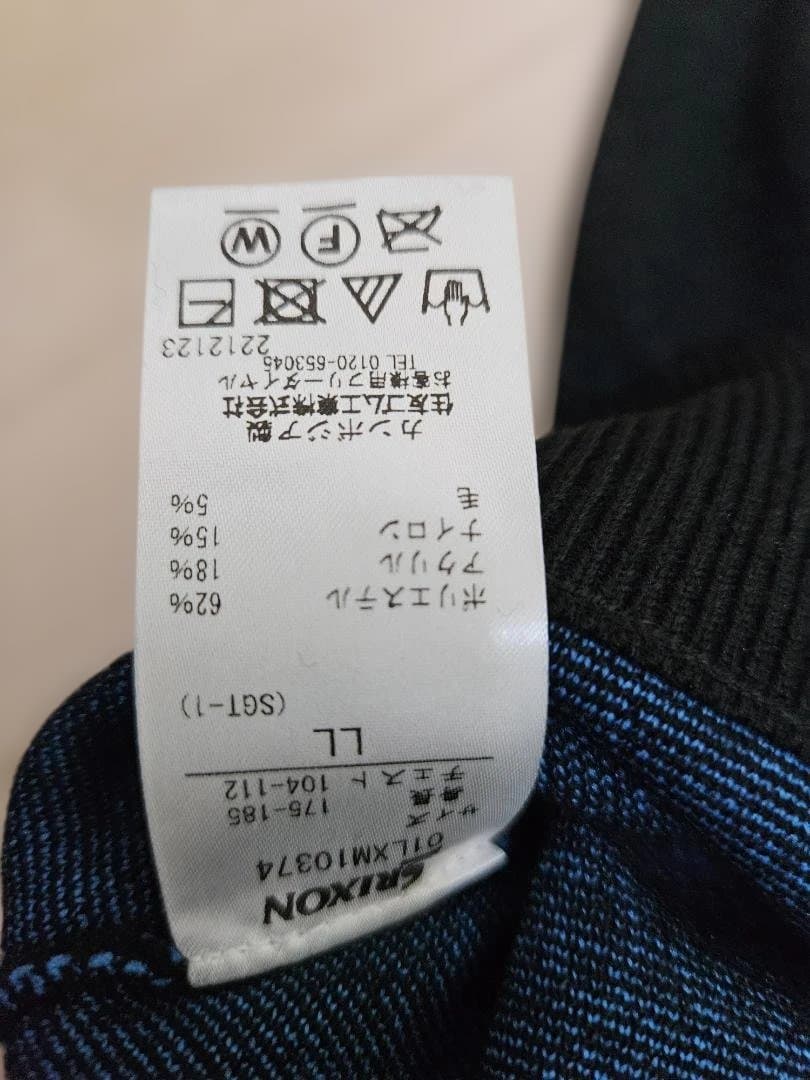 SRIXON
01LXM10374
サイズ
身長 175-185
チェスト 104-112
LL
(SGT-1)
ポリエステル 62%
アクリル 18%
ナイロン 15%
毛 5%
カンボジア製
住友ゴム工業株式会社
お客様用フリーダイヤル
TEL 0120-653045
2212123
F W